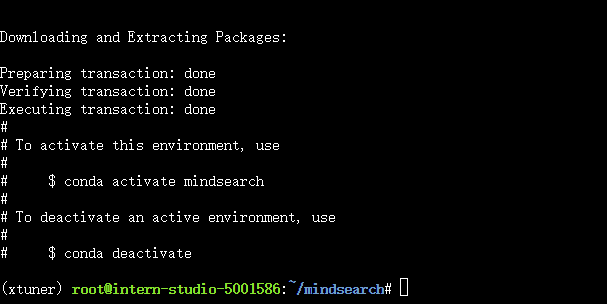 Downloading and Extracting Packages:
Preparing transaction: done
Verifying transaction: done
Executing transaction: done
#
# To activate this environment, use
#
#     $ conda activate mindsearch
#
# To deactivate an active environment, use
#
#     $ conda deactivate
(xtuner) root@intern-studio-5001586:~/mindsearch#